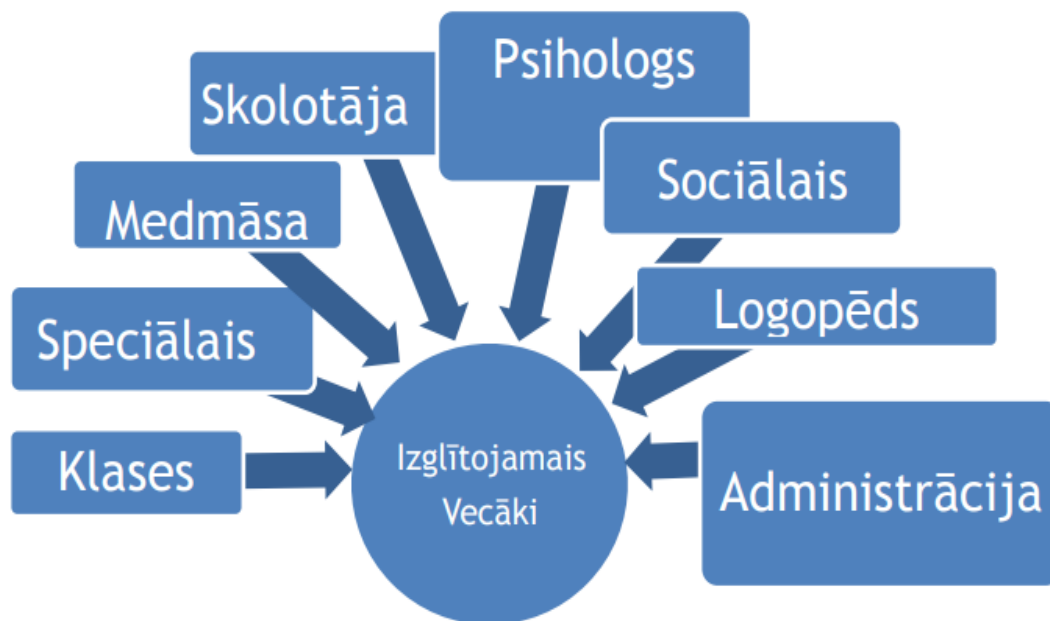 Psihologs
Skolotāja
Sociālais
Medmāsa
Logopēds
Speciālais
Klases
Izglītojamais
Vecāki
Administrācija